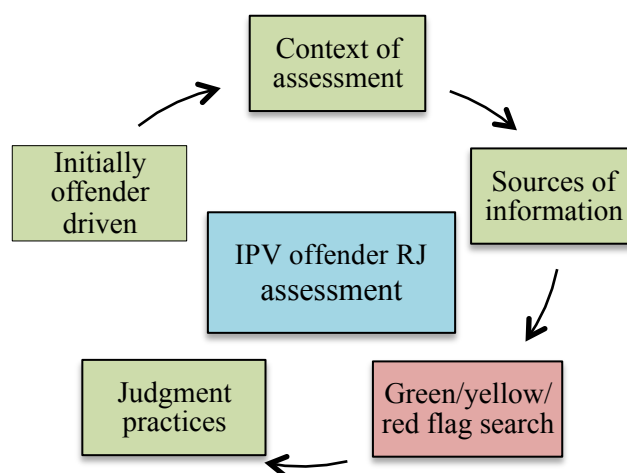 Context of
assessment
Initially
offender
driven
Sources of
information
IPV offender RJ
assessment
Judgment
practices
Green/yellow/
red flag search